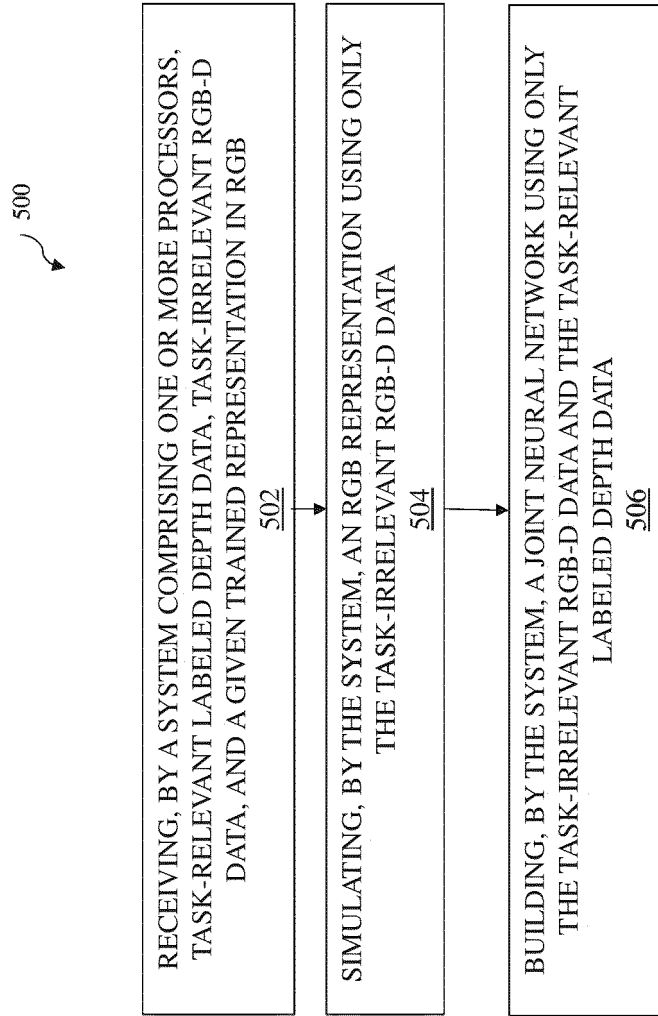 500
RECEIVING, BY A SYSTEM COMPRISING ONE OR MORE PROCESSORS,
TASK-RELEVANT LABELED DEPTH DATA, TASK-IRRELEVANT RGB-D
DATA, AND A GIVEN TRAINED REPRESENTATION IN RGB
502
SIMULATING, BY THE SYSTEM, AN RGB REPRESENTATION USING ONLY
THE TASK-IRRELEVANT RGB-D DATA
504
BUILDING, BY THE SYSTEM, A JOINT NEURAL NETWORK USING ONLY
THE TASK-IRRELEVANT RGB-D DATA AND THE TASK-RELEVANT
LABELED DEPTH DATA
506